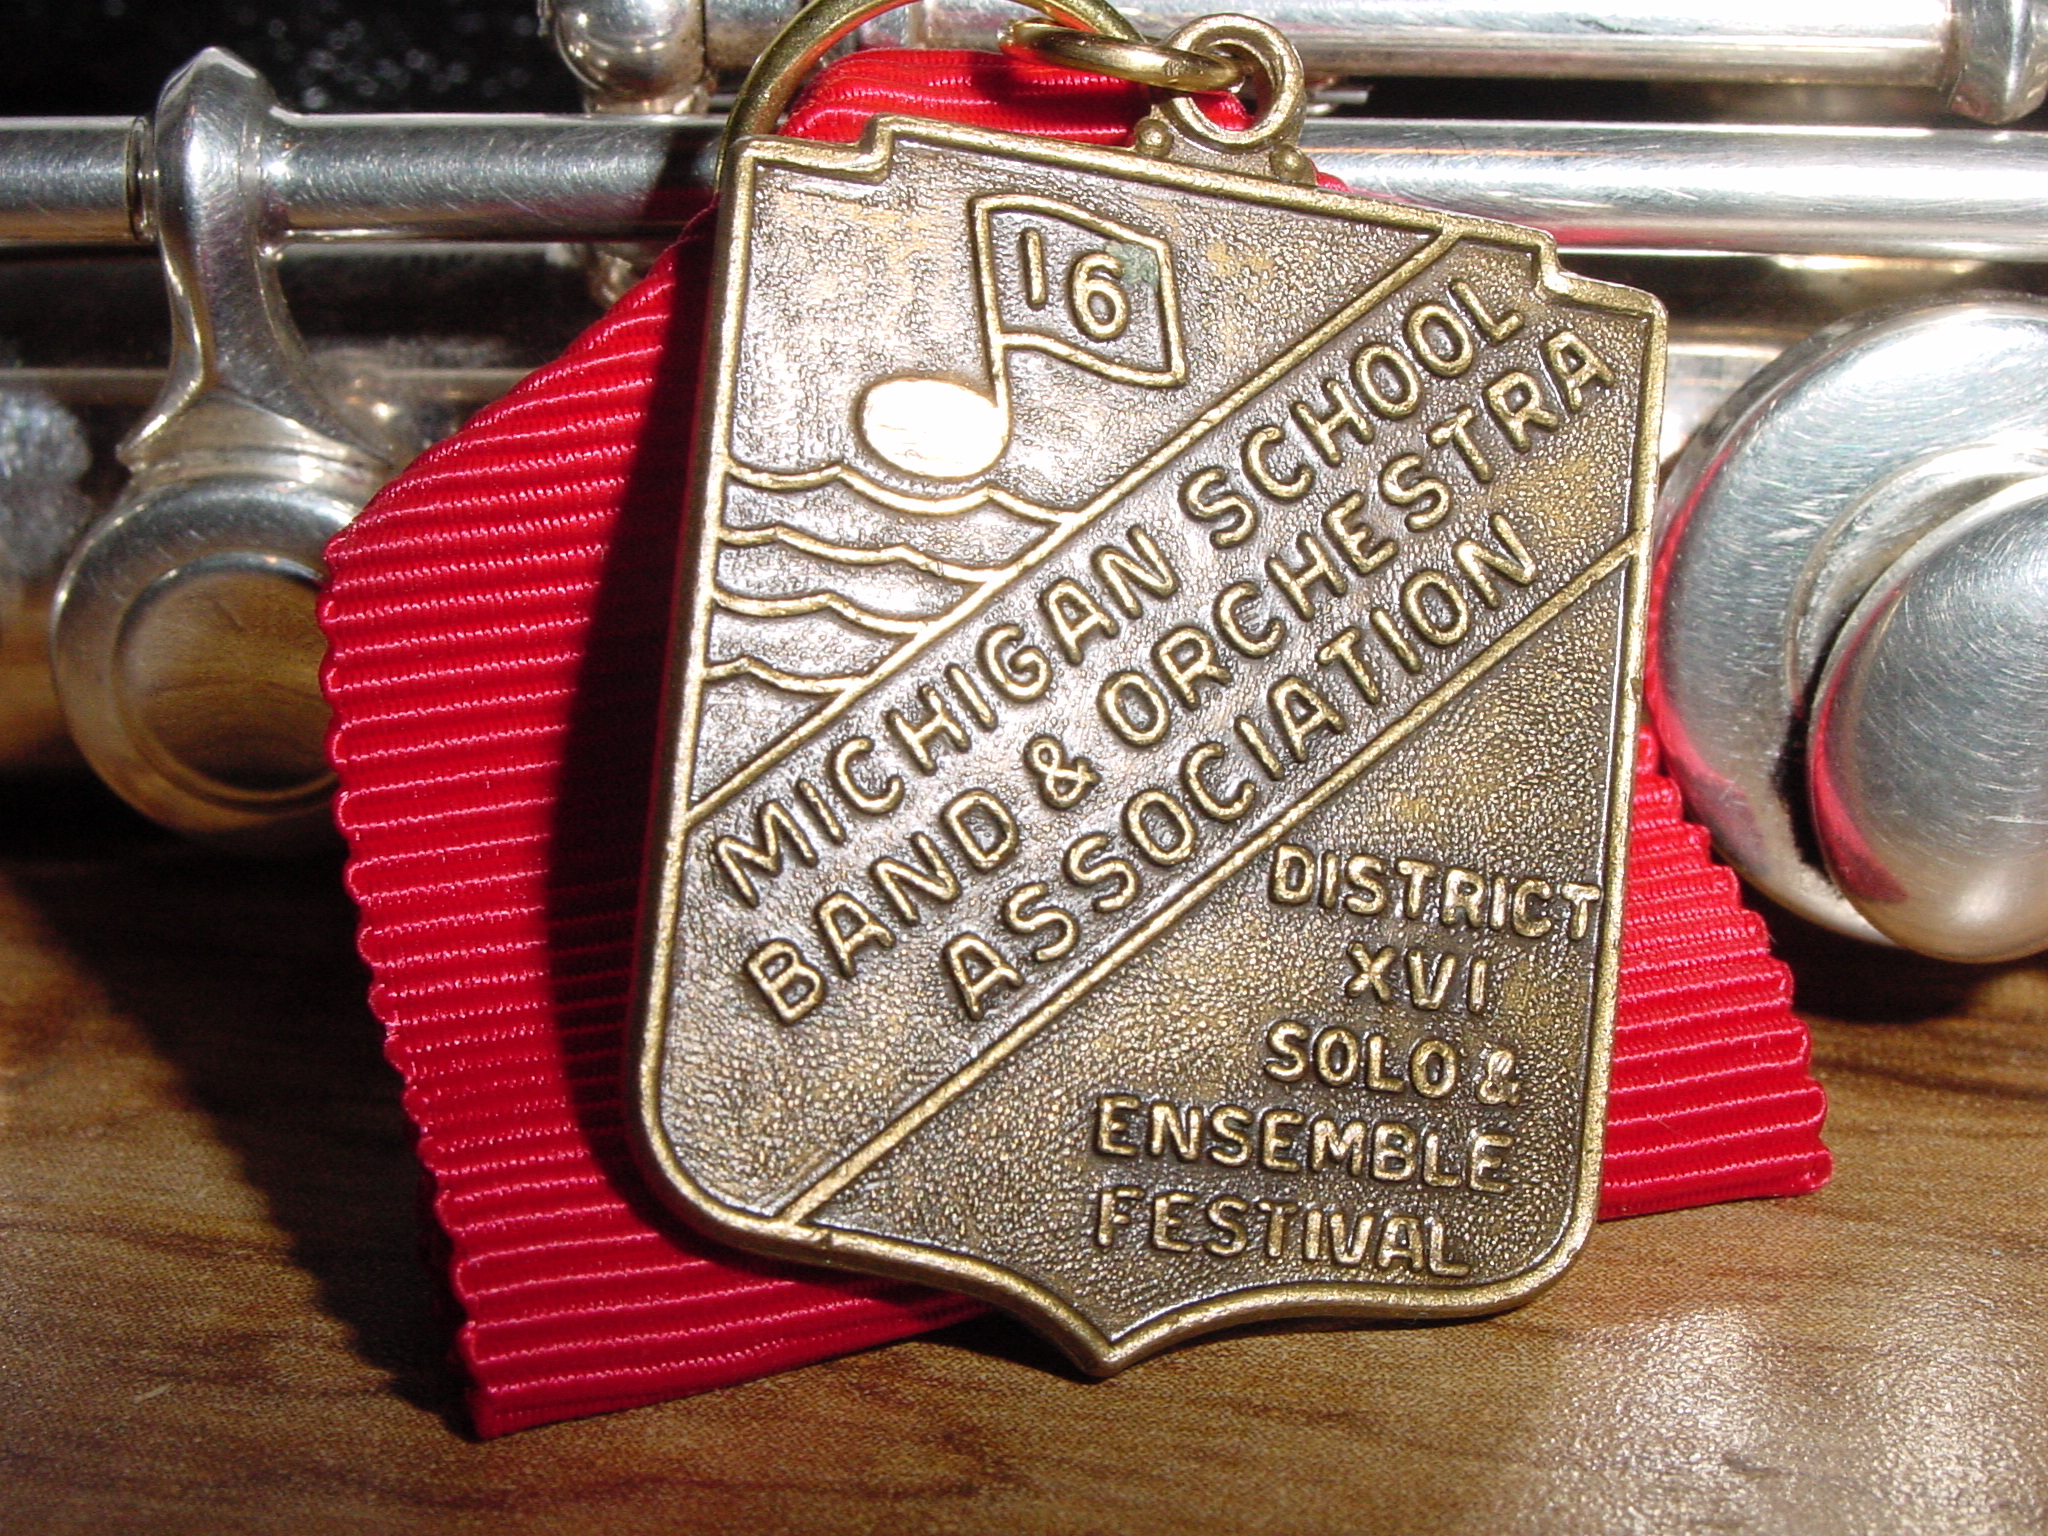 16
MICHIGAN SCHOOL
BAND & ORCHESTRA
ASSOCIATION
DISTRICT
XVI
SOLO &
ENSEMBLE
FESTIVAL